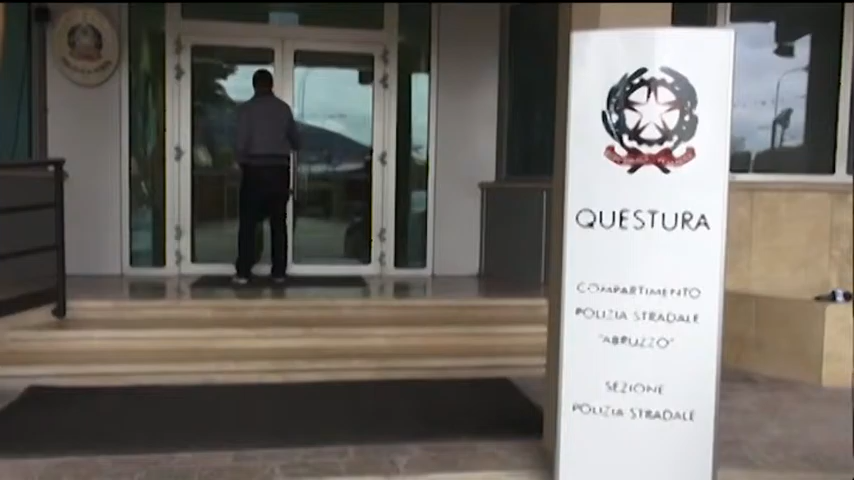 QUESTURA
COMPARTIMENTO
POLIZIA STRADALE
"ABRUZZO"
SEZIONE
POLIZIA STRADALE